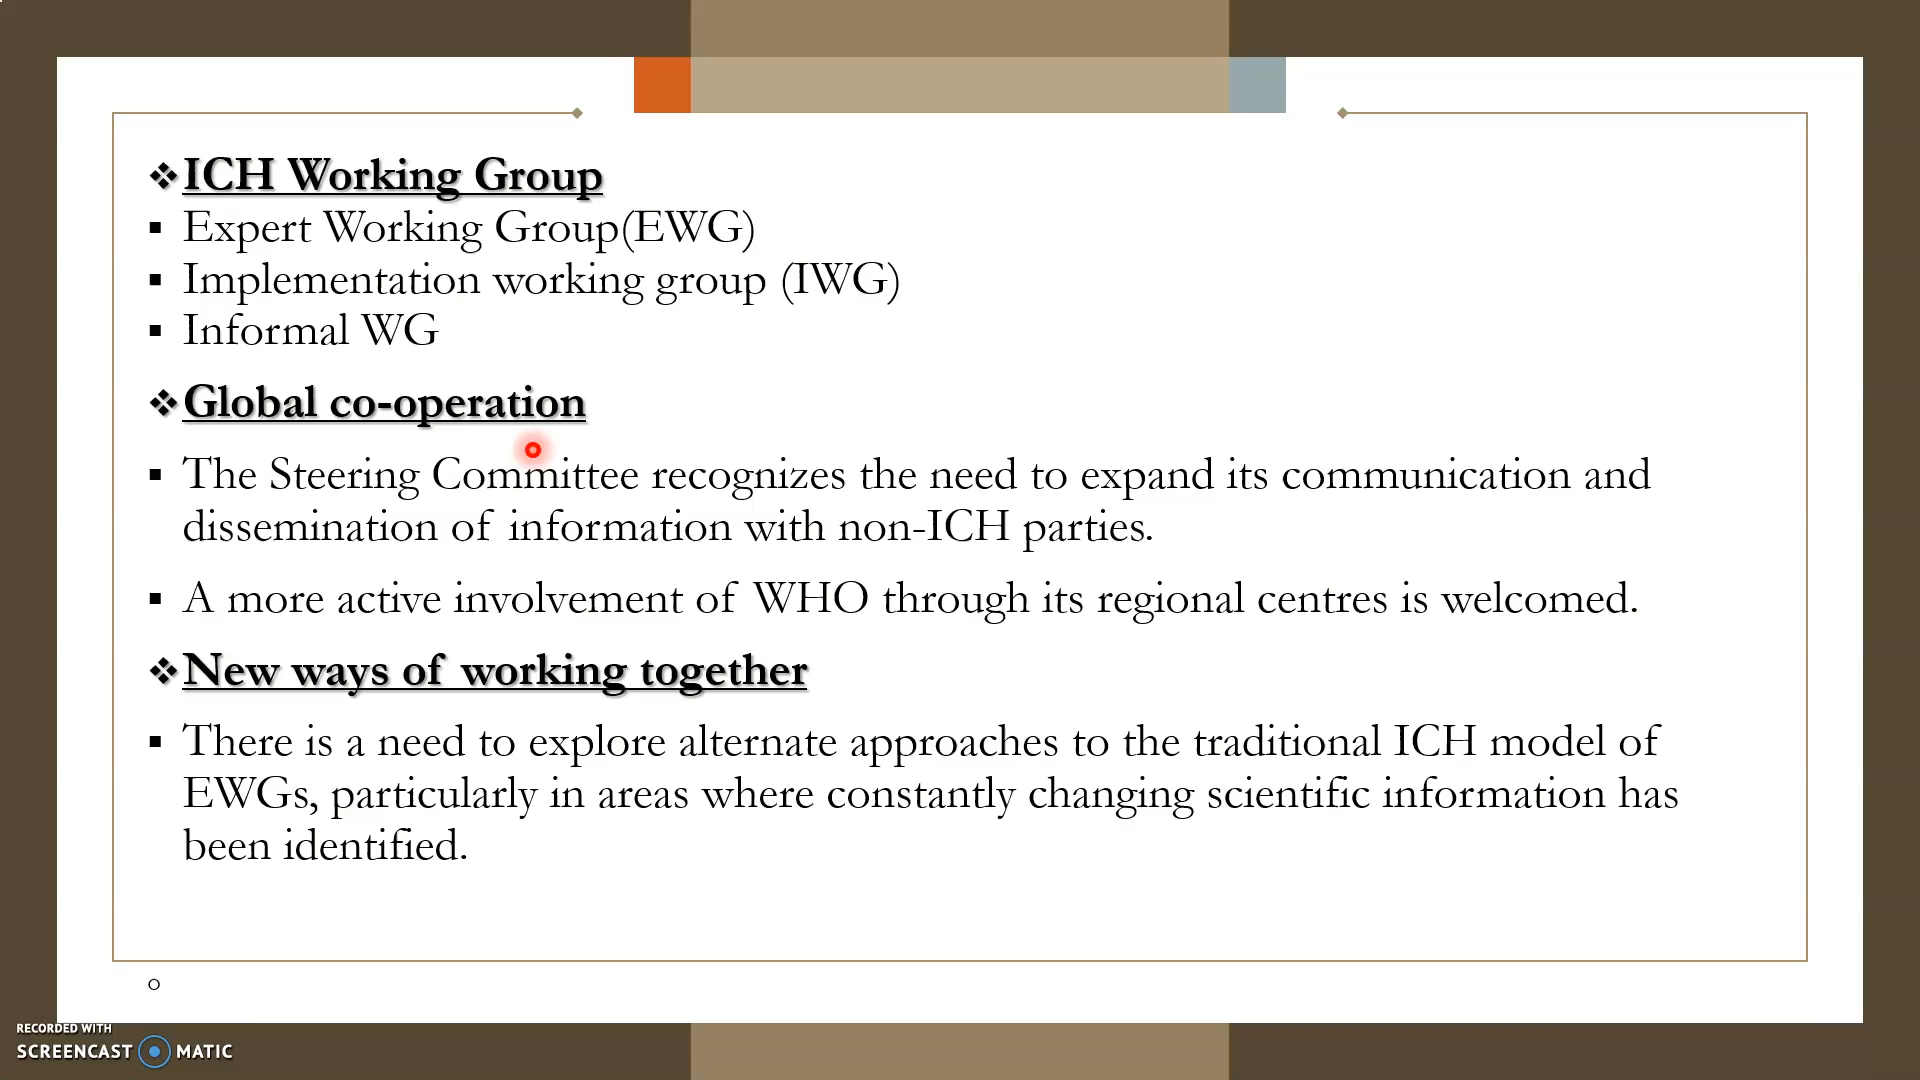 ❖ICH Working Group
▪ Expert Working Group(EWG)
▪ Implementation working group (IWG)
▪ Informal WG
❖Global co-operation
▪ The Steering Committee recognizes the need to expand its communication and
dissemination of information with non-ICH parties.
▪ A more active involvement of WHO through its regional centres is welcomed.
❖New ways of working together
▪ There is a need to explore alternate approaches to the traditional ICH model of
EWGs, particularly in areas where constantly changing scientific information has
been identified.
RECORDED WITH
SCREENCAST MATIC